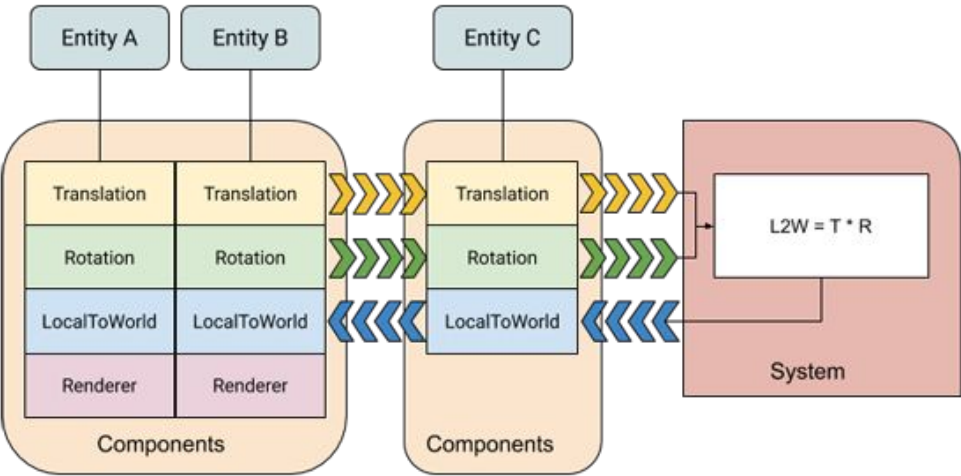 Entity A
Entity B
Entity C
Translation
Translation
Translation
Rotation
Rotation
Rotation
L2W = T * R
LocalToWorld
LocalToWorld
LocalToWorld
Renderer
Renderer
System
Components
Components